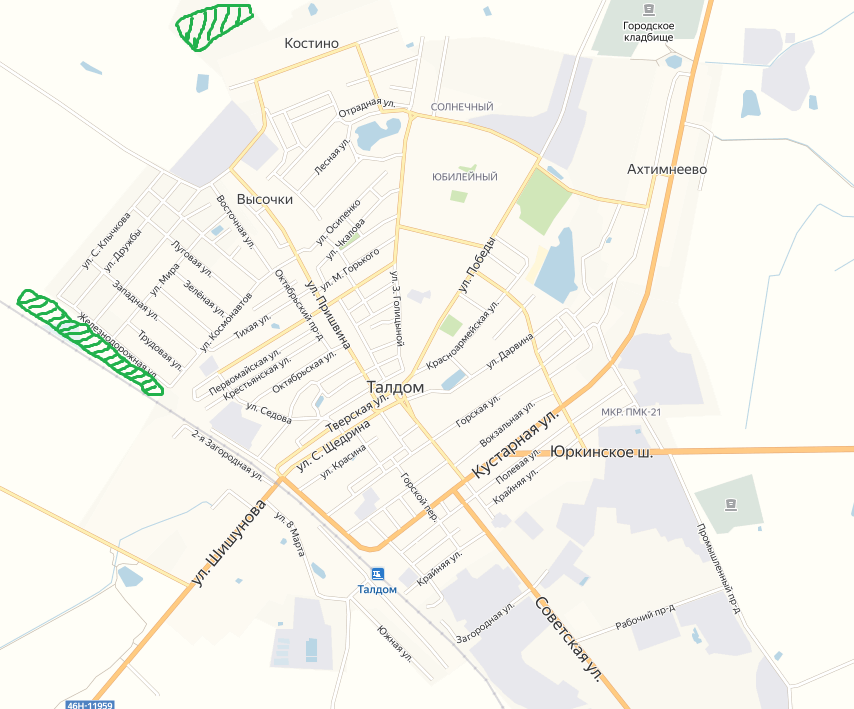 Костино
Городское
кладбище
Отрадная ул.
СОЛНЕЧНЫЙ
Лесная ул.
ЮБИЛЕЙНЫЙ
Ахтимнеево
Высочки
Восточная ул.
ул. Осипенко
ул. Чкалова
ул. С. Клычкова
ул. Дружбы
Луговая ул.
ул. Мира
ул. М. Горького
ул. Победы
Западная ул.
Зелёная ул.
ул. Космонавтов
Октябрьский пр-д
ул. Пришвина
ул. З. Голицыной
Железнодорожная ул.
Тихая ул.
Трудовая ул.
Красноармейская ул.
ул. Дарвина
Первомайская ул.
Крестьянская ул.
Октябрьская ул.
Талдом
ул. Седова
Тверская ул.
Горская ул.
Вокзальная ул.
МКР. ПМК-21
2-я Загородная ул.
ул. С. Щедрина
ул. Красина
Кустарная ул.
Юркинское ш.
Полевая ул.
Крайняя ул.
Горской пер.
ул. Шишунова
ул. 8 Марта
Промышленный пр-д
Крайняя ул.
Талдом
Загородная ул.
Советская ул.
Рабочий пр-д
Южная ул.
46Н-11959